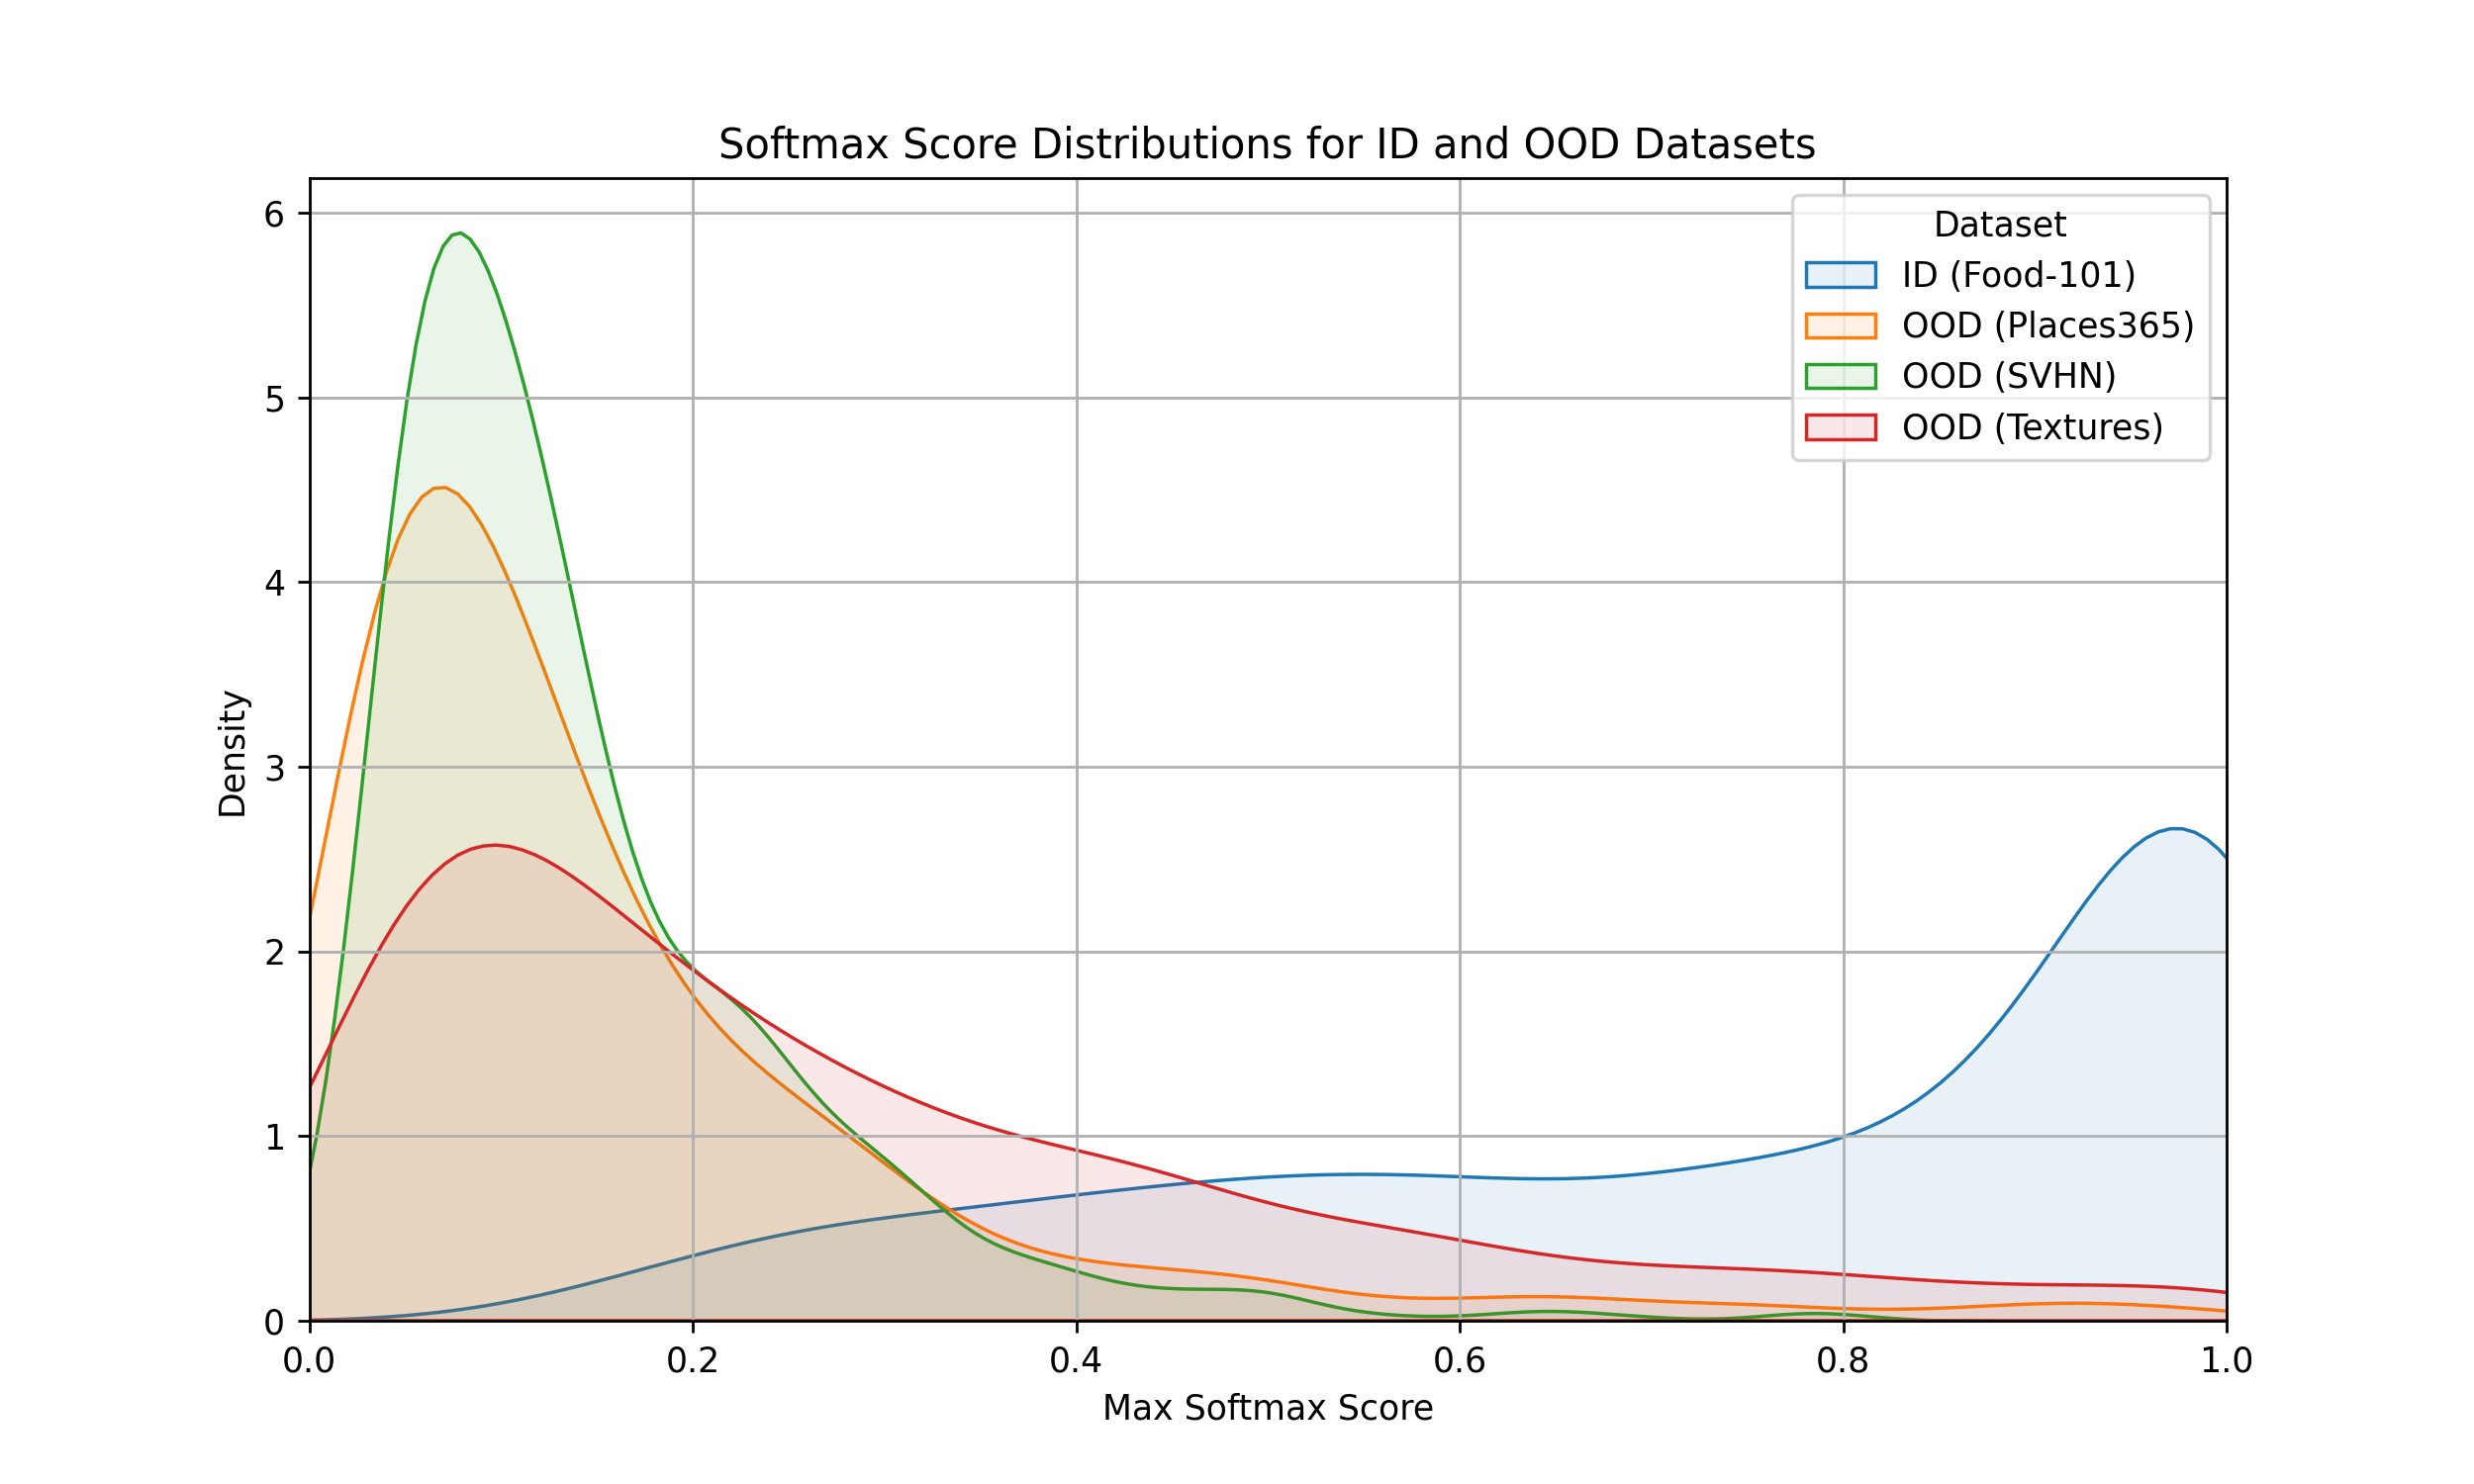 Softmax Score Distributions for ID and OOD Datasets
Dataset
ID (Food-101)
OOD (Places365)
OOD (SVHN)
OOD (Textures)
Density
6
5
4
3
2
1
0
0.0 0.2 0.4 0.6 0.8 1.0
Max Softmax Score